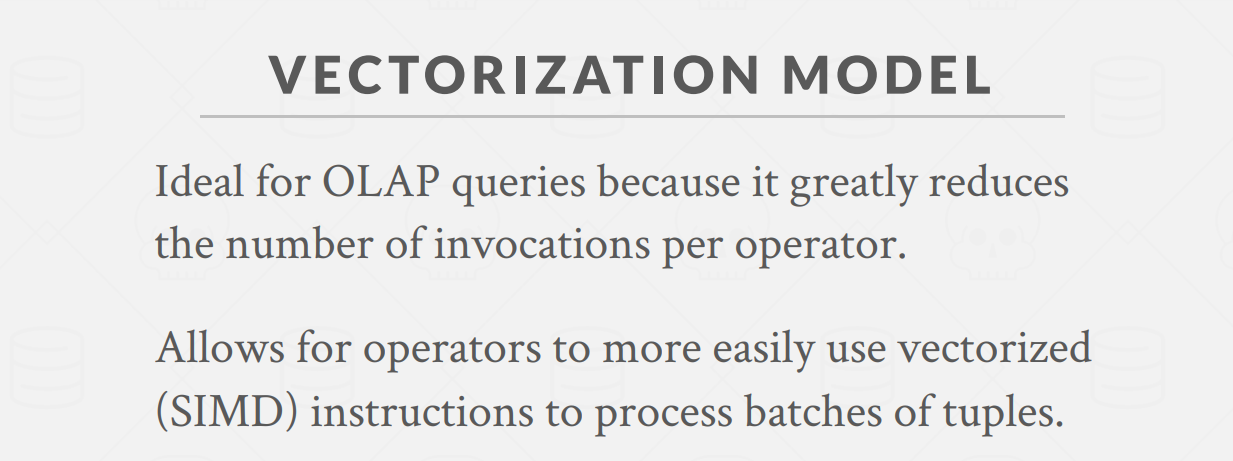 VECTORIZATION MODEL
Ideal for OLAP queries because it greatly reduces
the number of invocations per operator.
Allows for operators to more easily use vectorized
(SIMD) instructions to process batches of tuples.